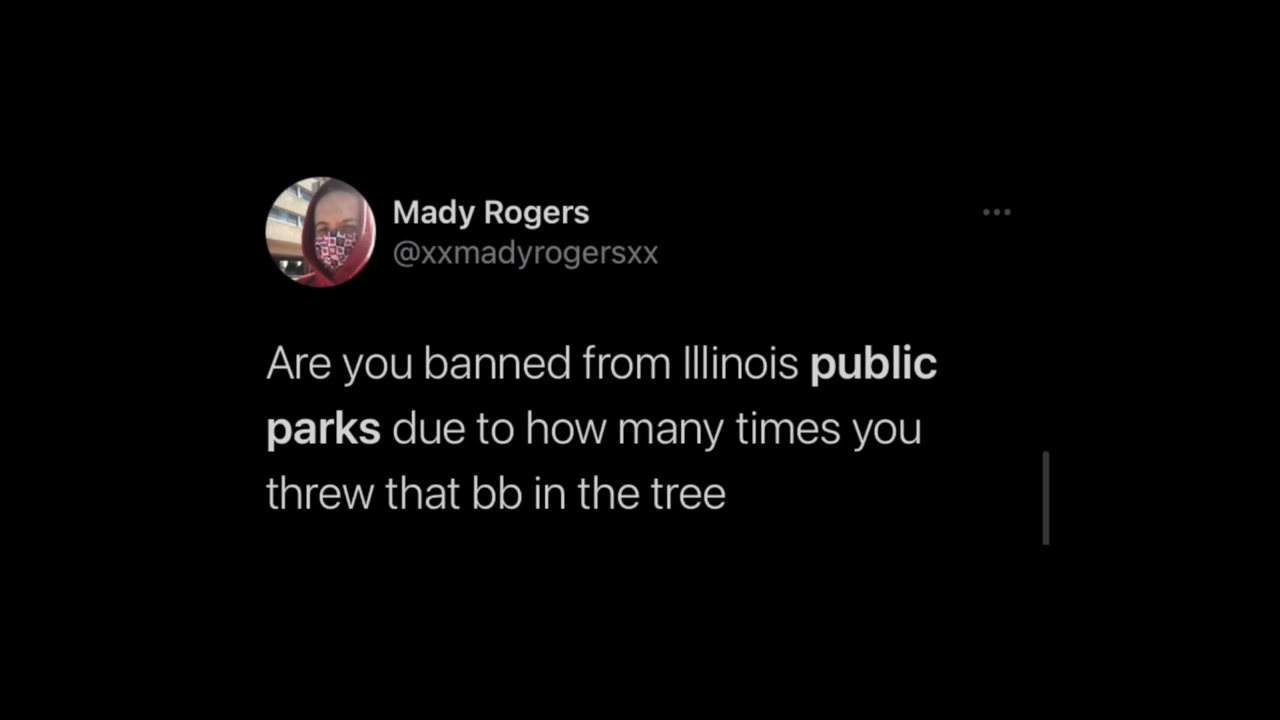 Mady Rogers
@xxmadyrogersxx
Are you banned from Illinois public
parks due to how many times you
threw that bb in the tree